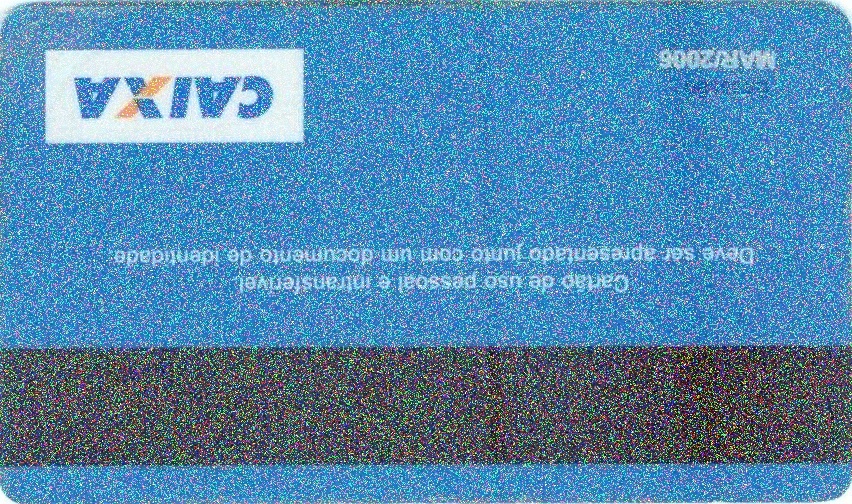 Cartão de uso pessoal e intransferível.
Deve ser apresentado junto com um documento de identidade.
CAIXA
MAR/2006